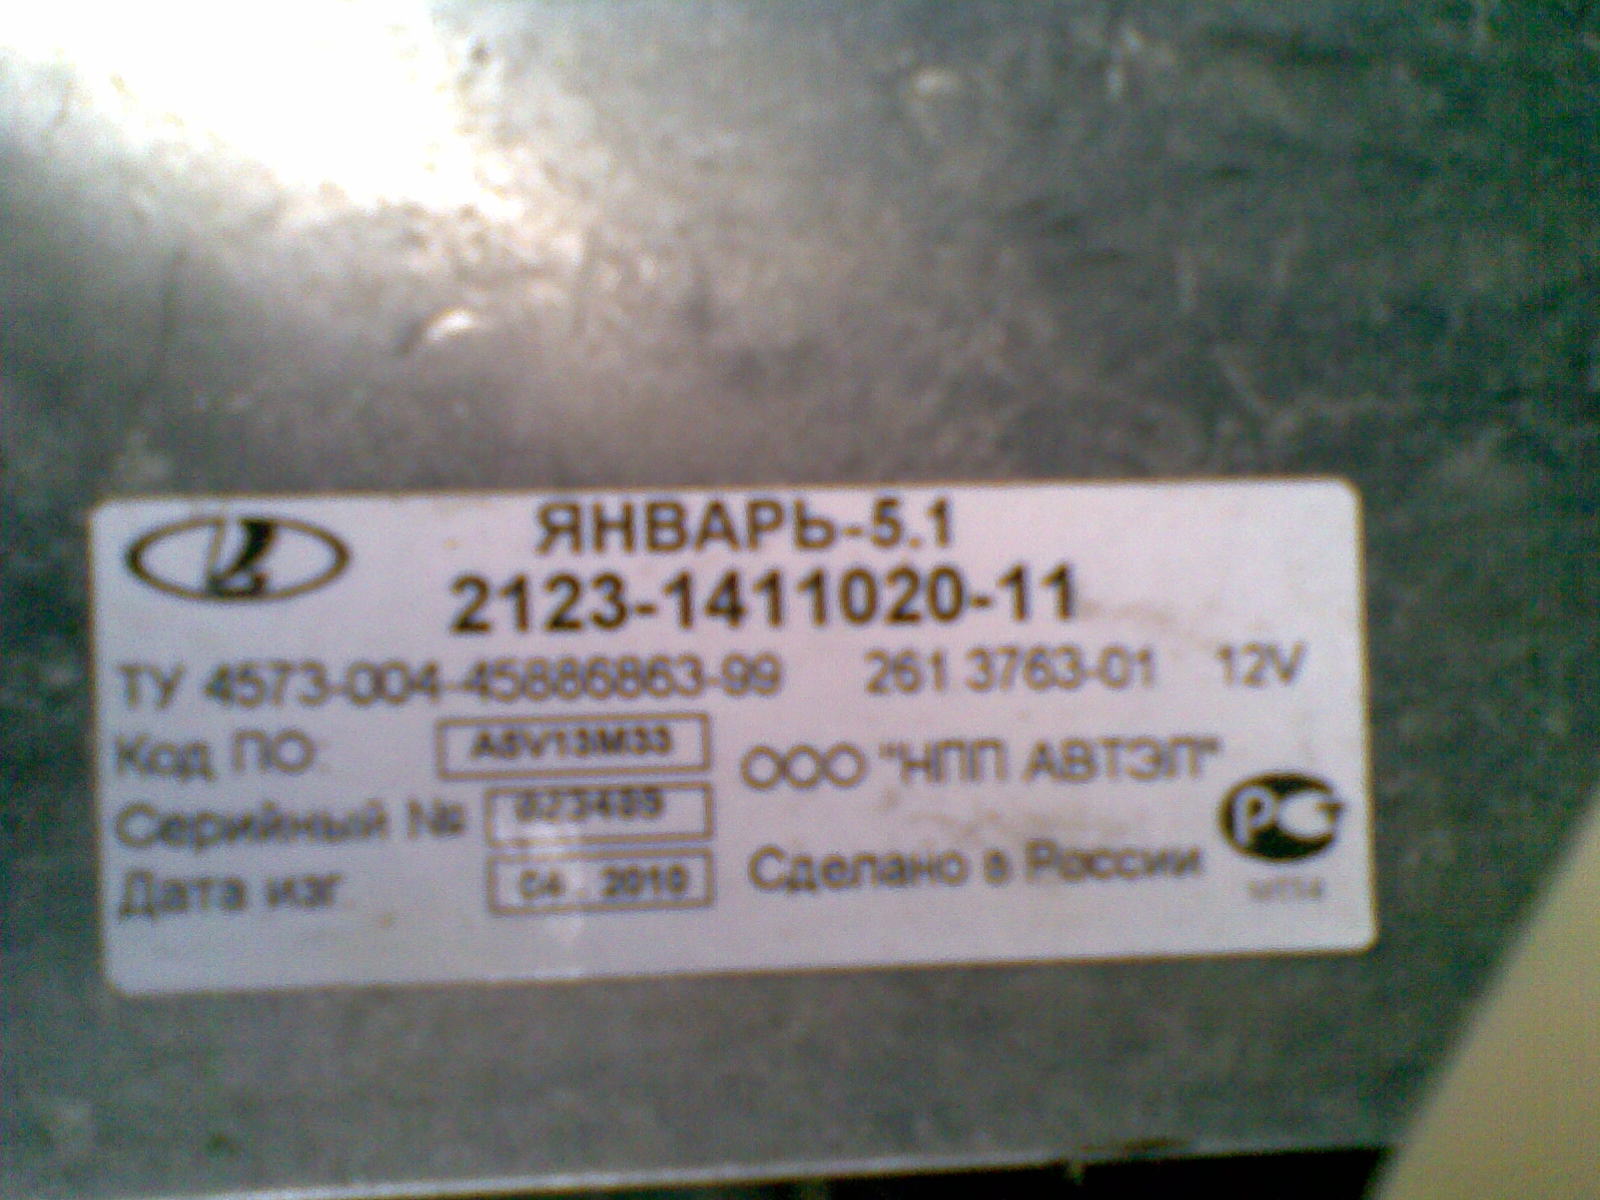 ЯНВАРЬ-5.1
2123-1411020-11
ТУ 4573-004-45886863-99 261 3763-01 12V
Код ПО: A5V13M33
ООО "НПП АВТЭЛ"
Серийный № 023489
Дата изг. 04 . 2010
Сделано в России